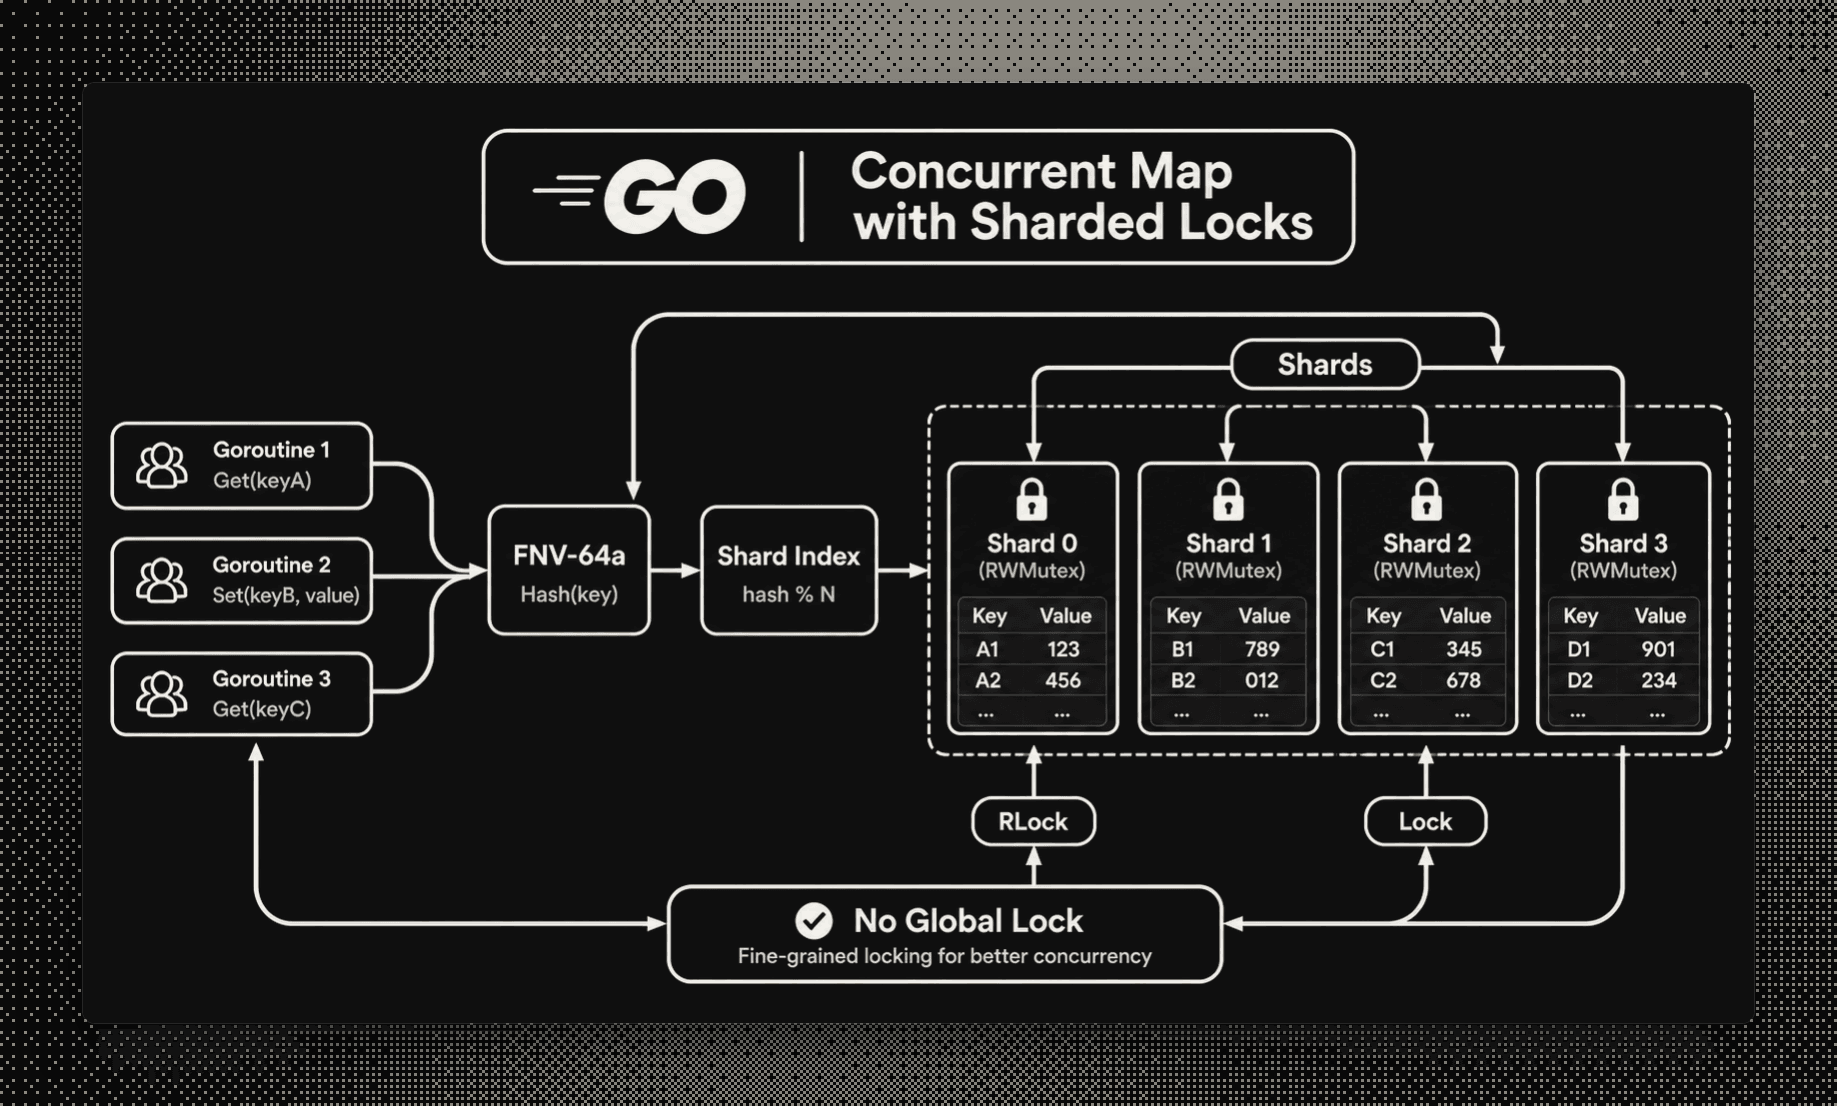 GO
Concurrent Map
with Sharded Locks
Shards
Goroutine 1
Get(keyA)
Goroutine 2
Set(keyB, value)
Goroutine 3
Get(keyC)
FNV-64a
Hash(key)
Shard Index
hash % N
Shard 0
(RWMutex)
Key Value
A1 123
A2 456
... ...
Shard 1
(RWMutex)
Key Value
B1 789
B2 012
... ...
Shard 2
(RWMutex)
Key Value
C1 345
C2 678
... ...
Shard 3
(RWMutex)
Key Value
D1 901
D2 234
... ...
RLock
Lock
No Global Lock
Fine-grained locking for better concurrency